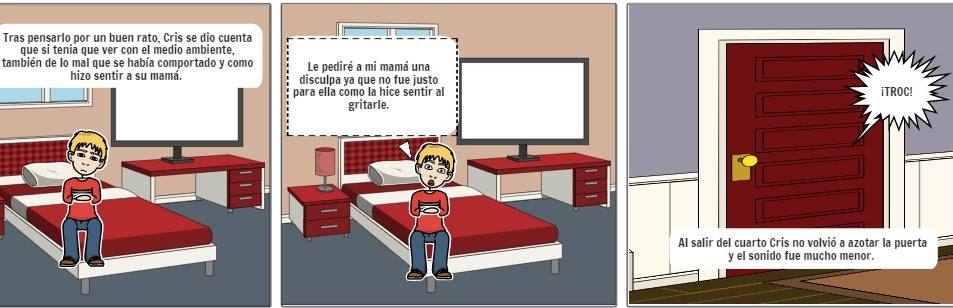 Tras pensarlo por un buen rato, Cris se dio cuenta
que si tenia que ver con el medio ambiente,
también de lo mal que se había comportado y como
hizo sentir a su mamá.
Le pediré a mi mamá una
disculpa ya que no fue justo
para ella como la hice sentir al
gritarle.
¡TROC!
Al salir del cuarto Cris no volvió a azotar la puerta
y el sonido fue mucho menor.